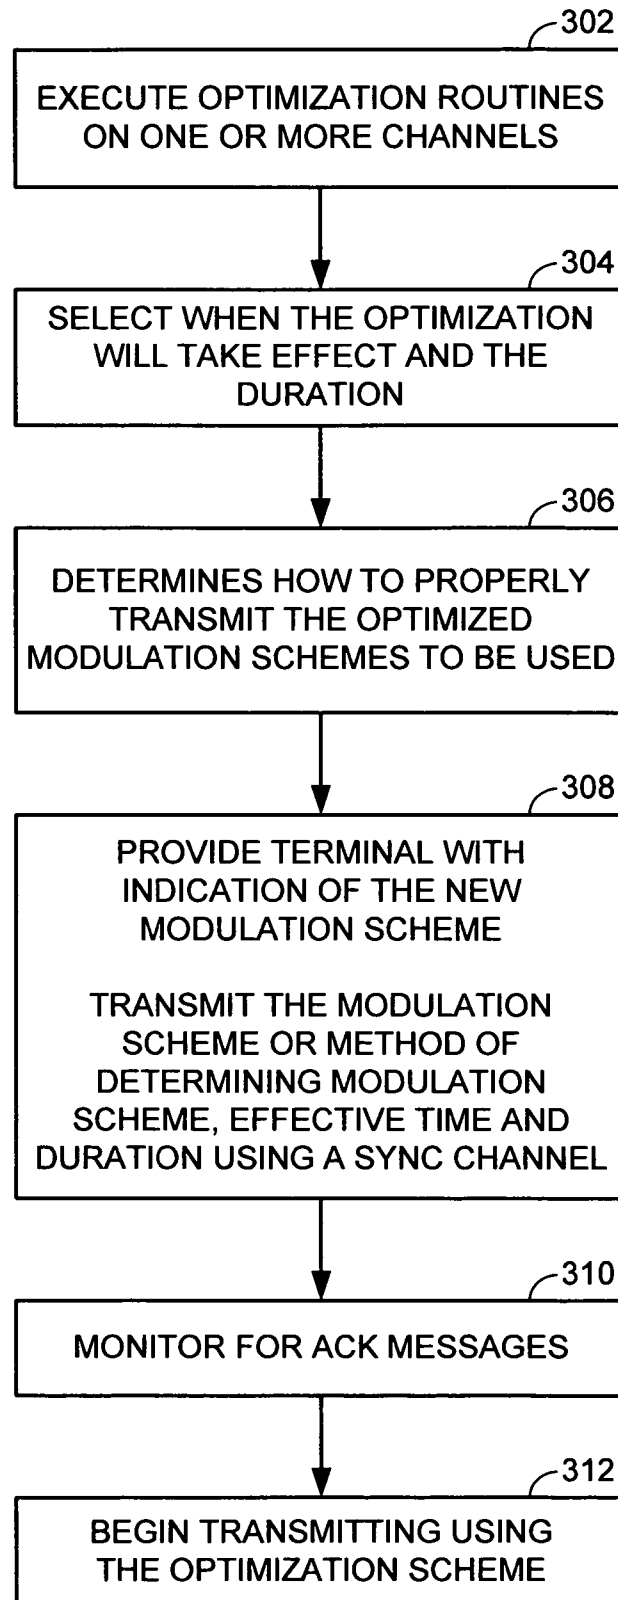 302
EXECUTE OPTIMIZATION ROUTINES
ON ONE OR MORE CHANNELS
304
SELECT WHEN THE OPTIMIZATION
WILL TAKE EFFECT AND THE
DURATION
306
DETERMINES HOW TO PROPERLY
TRANSMIT THE OPTIMIZED
MODULATION SCHEMES TO BE USED
308
PROVIDE TERMINAL WITH
INDICATION OF THE NEW
MODULATION SCHEME
TRANSMIT THE MODULATION
SCHEME OR METHOD OF
DETERMINING MODULATION
SCHEME, EFFECTIVE TIME AND
DURATION USING A SYNC CHANNEL
310
MONITOR FOR ACK MESSAGES
312
BEGIN TRANSMITTING USING
THE OPTIMIZATION SCHEME